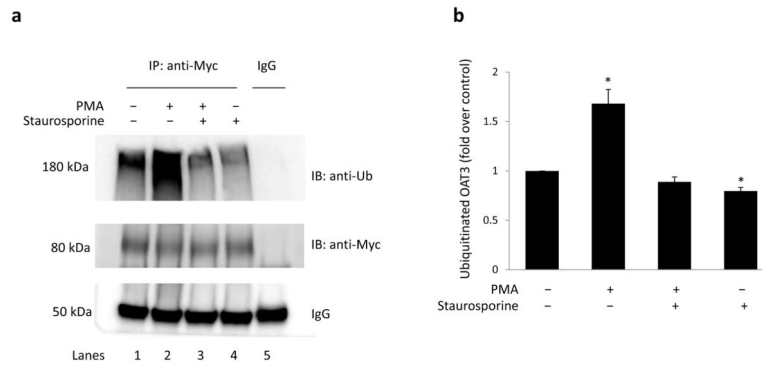 a
IP: anti-Myc IgG
PMA − + + −
Staurosporine − − + +
180 kDa
IB: anti-Ub
80 kDa
IB: anti-Myc
50 kDa
IgG
Lanes 1 2 3 4 5
b
Ubiquitinated OAT3 (fold over control)
2
1.5
1
0.5
0
*
*
PMA − + + −
Staurosporine − − + +